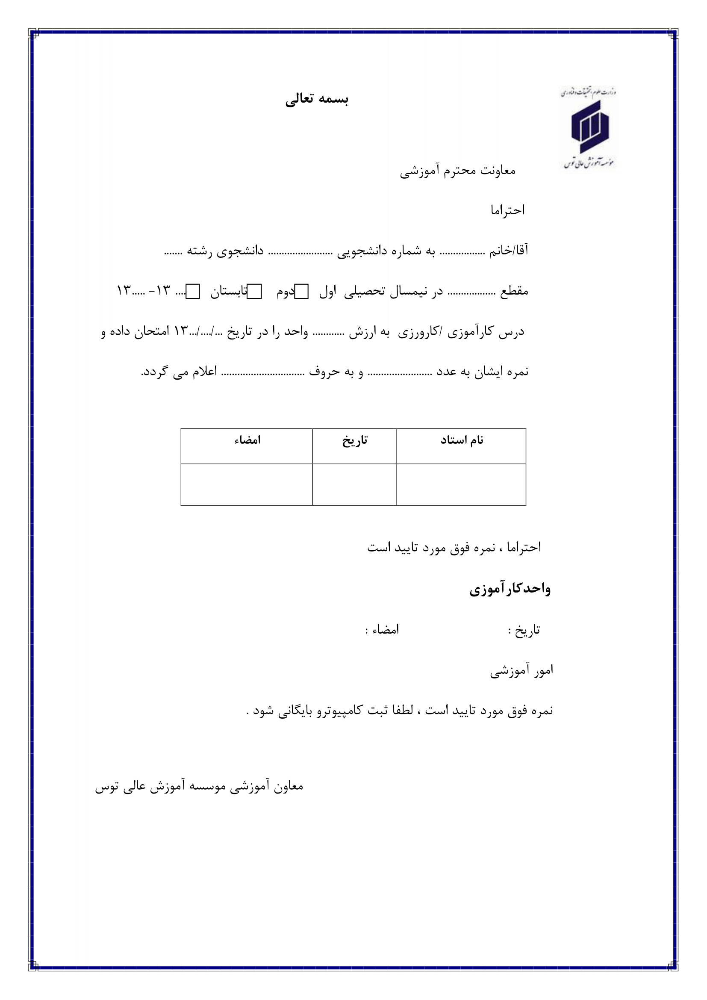 وزارت علوم، تحقیقات و فناوری
موسسه آموزش عالی توس
بسمه تعالی
معاونت محترم آموزشی
احتراما
آقا/خانم ................. به شماره دانشجویی ........................ دانشجوی رشته .......
مقطع .................. در نیمسال تحصیلی اول □ دوم □ تابستان □.... ۱۳- .....۱۳
درس کارآموزی /کارورزی به ارزش ............ واحد را در تاریخ .../..../...۱۳ امتحان داده و
نمره ایشان به عدد ........................ و به حروف ............................... اعلام می گردد.
نام استاد تاریخ امضاء
احتراما ، نمره فوق مورد تایید است
واحدکارآموزی
تاریخ : امضاء :
امور آموزشی
نمره فوق مورد تایید است ، لطفا ثبت کامپیوترو بایگانی شود .
معاون آموزشی موسسه آموزش عالی توس